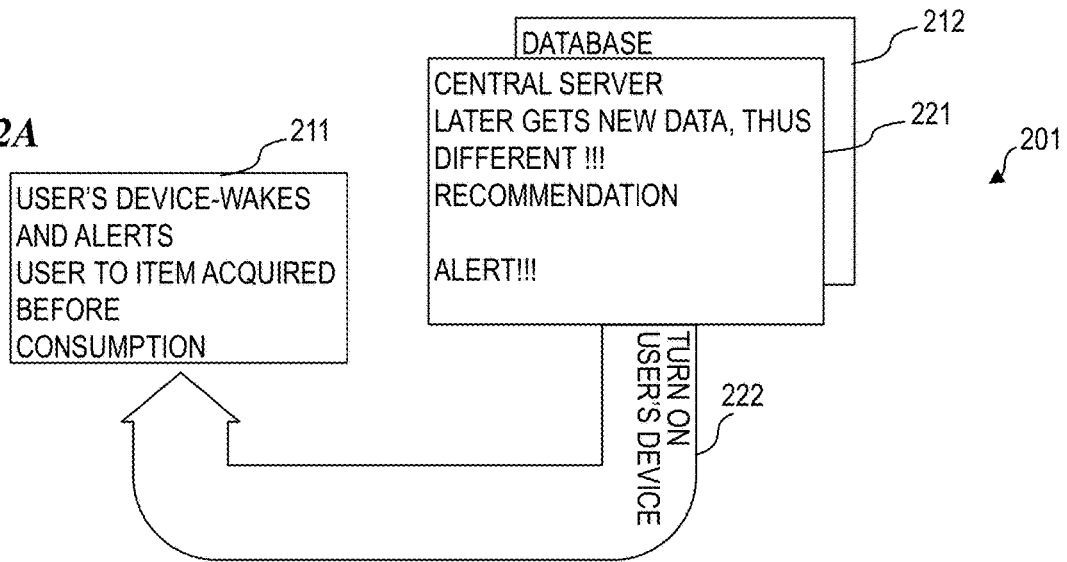 2A
211
212
221
201
DATABASE
CENTRAL SERVER
LATER GETS NEW DATA, THUS
DIFFERENT !!!
RECOMMENDATION
ALERT!!!
USER'S DEVICE-WAKES
AND ALERTS
USER TO ITEM ACQUIRED
BEFORE
CONSUMPTION
TURN ON
USER'S DEVICE
222